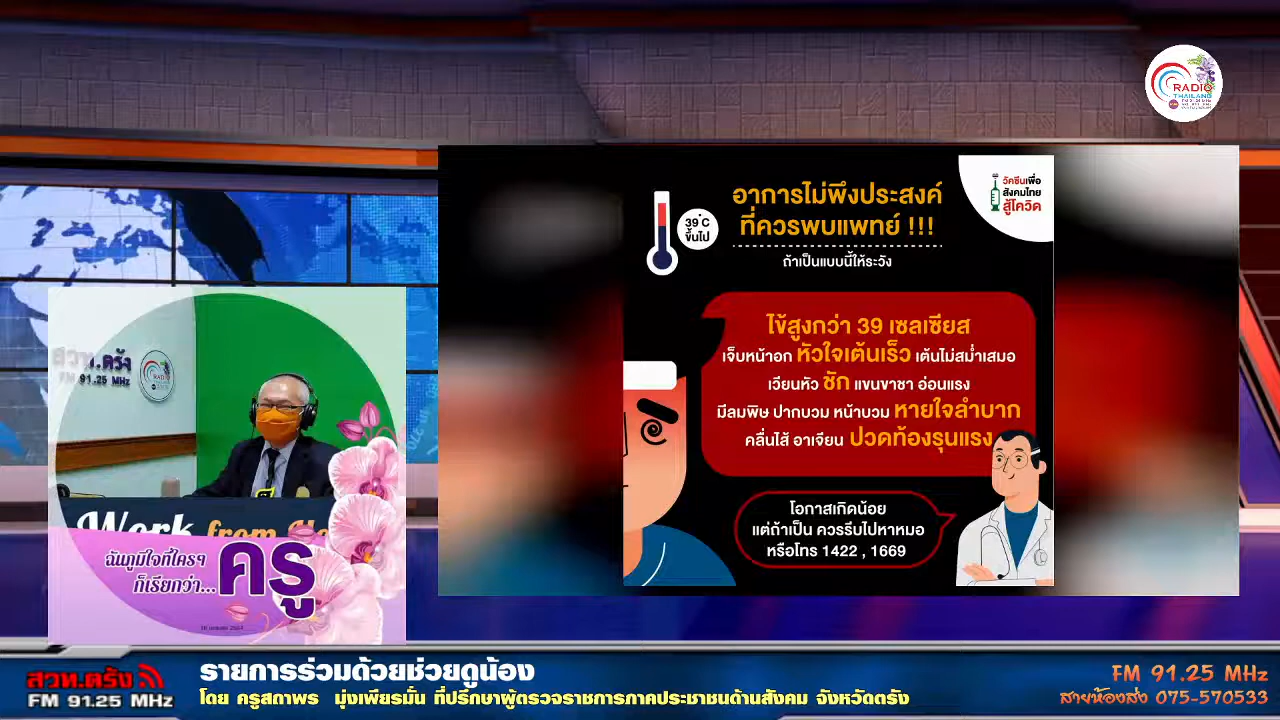 RADIO
THAILAND
39°C
ขึ้นไป
อาการไม่พึงประสงค์
ที่ควรพบแพทย์ !!!
ถ้าเป็นแบบนี้ให้ระวัง
วัคซีนเพื่อ
สังคมไทย
สู้โควิด
ไข้สูงกว่า 39 เซลเซียส
เจ็บหน้าอก หัวใจเต้นเร็ว เต้นไม่สม่ำเสมอ
เวียนหัว ชัก แขนขาชา อ่อนแรง
มีลมพิษ ปากบวม หน้าบวม หายใจลำบาก
คลื่นไส้ อาเจียน ปวดท้องรุนแรง
โอกาสเกิดน้อย
แต่ถ้าเป็น ควรรีบไปหาหมอ
หรือโทร 1422 , 1669
สวท.ตรัง
FM 91.25 MHz
Work from
ฉันภูมิใจที่ใครๆ
ก็เรียกว่า... ครู
สวท.ตรัง
FM 91.25 MHz
รายการร่วมด้วยช่วยดูน้อง
โดย ครูสถาพร มุ่งเพียรมั่น ที่ปรึกษาผู้ตรวจราชการภาคประชาชนด้านสังคม จังหวัดตรัง
FM 91.25 MHz
สายห้องส่ง 075-570533